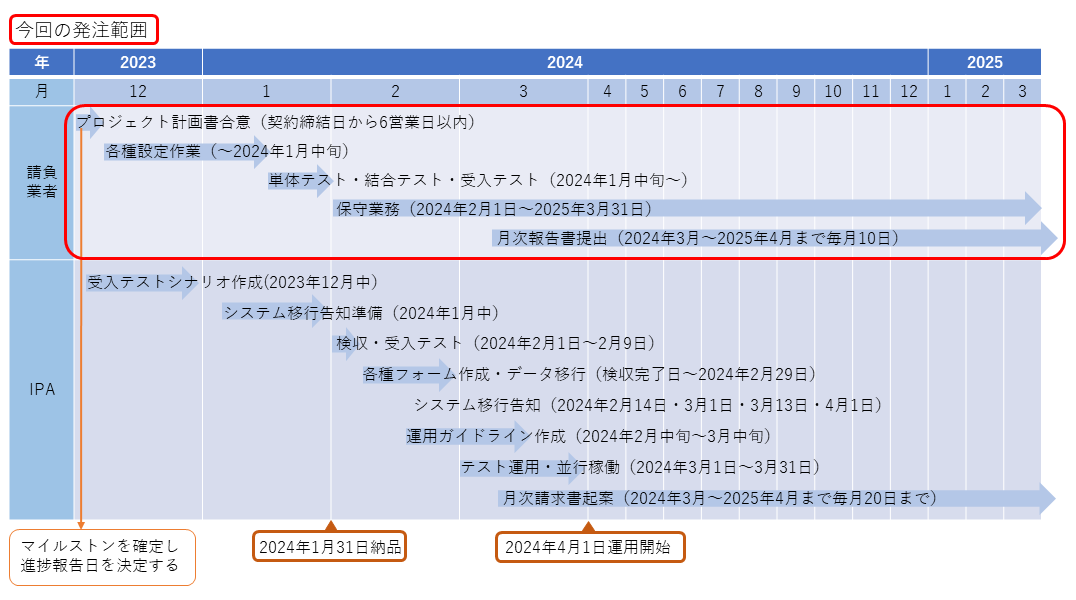 今回の発注範囲
年 2023 2024 2025
月 12 1 2 3 4 5 6 7 8 9 10 11 12 1 2 3
請負
業者
プロジェクト計画書合意（契約締結日から6営業日以内）
各種設定作業（～2024年1月中旬）
単体テスト・結合テスト・受入テスト（2024年1月中旬～）
保守業務（2024年2月1日～2025年3月31日）
月次報告書提出（2024年3月～2025年4月まで毎月10日）
IPA
受入テストシナリオ作成(2023年12月中）
システム移行告知準備（2024年1月中）
検収・受入テスト（2024年2月1日～2月9日）
各種フォーム作成・データ移行（検収完了日～2024年2月29日）
システム移行告知（2024年2月14日・3月1日・3月13日・4月1日）
運用ガイドライン作成（2024年2月中旬～3月中旬）
テスト運用・並行稼働（2024年3月1日～3月31日）
月次請求書起案（2024年3月～2025年4月まで毎月20日まで）
マイルストンを確定し
進捗報告日を決定する
2024年1月31日納品
2024年4月1日運用開始